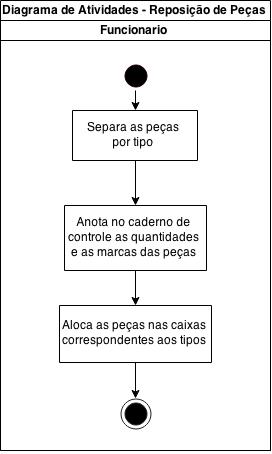 Diagrama de Atividades - Reposição de Peças
Funcionario
Separa as peças
por tipo
Anota no caderno de
controle as quantidades
e as marcas das peças
Aloca as peças nas caixas
correspondentes aos tipos